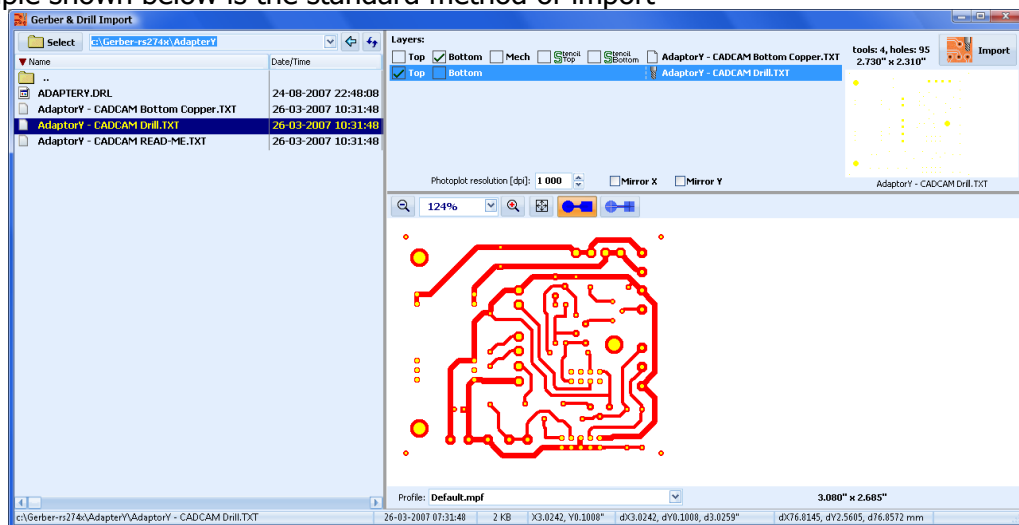 ple shown below is the standard method of import
Gerber & Drill Import
Select c:\Gerber-rs274x\AdapterY
Name Date/Time
..
ADAPTERY.DRL 24-08-2007 22:48:08
AdaptorY - CADCAM Bottom Copper.TXT 26-03-2007 10:31:48
AdaptorY - CADCAM Drill.TXT 26-03-2007 10:31:48
AdaptorY - CADCAM READ-ME.TXT 26-03-2007 10:31:48
Layers:
Top Bottom Mech Stencil Top Stencil Bottom AdaptorY - CADCAM Bottom Copper.TXT
Top Bottom AdaptorY - CADCAM Drill.TXT
tools: 4, holes: 95
2.730" x 2.310"
Import
AdaptorY - CADCAM Drill.TXT
Photoplot resolution [dpi]: 1 000 Mirror X Mirror Y
124%
Profile: Default.mpf 3.080" x 2.685"
c:\Gerber-rs274x\AdapterY\AdaptorY - CADCAM Drill.TXT 26-03-2007 07:31:48 2 KB X3.0242, Y0.1008" dX3.0242, dY0.1008, d3.0259" dX76.8145, dY2.5605, d76.8572 mm